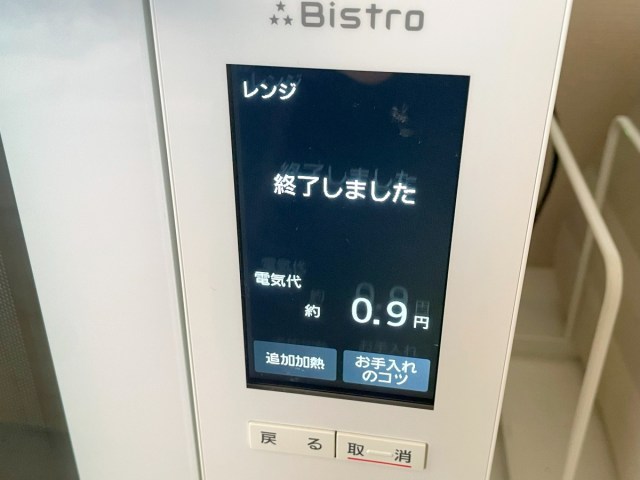 Bistro
レンジ
終了しました
電気代
約 0.9円
追加加熱
お手入れ
のコツ
戻る
取消